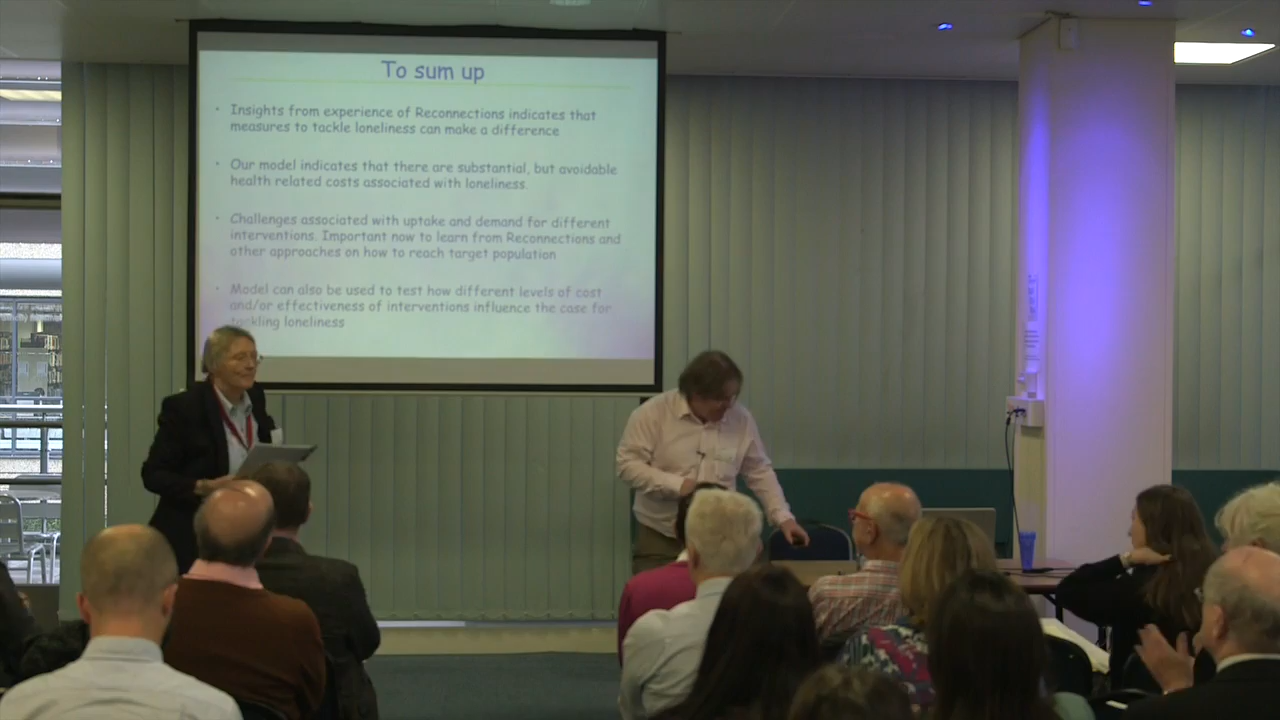 To sum up
• Insights from experience of Reconnections indicates that
measures to tackle loneliness can make a difference
• Our model indicates that there are substantial, but avoidable
health related costs associated with loneliness.
• Challenges associated with uptake and demand for different
interventions. Important now to learn from Reconnections and
other approaches on how to reach target population
• Model can also be used to test how different levels of cost
and/or effectiveness of interventions influence the case for
tackling loneliness